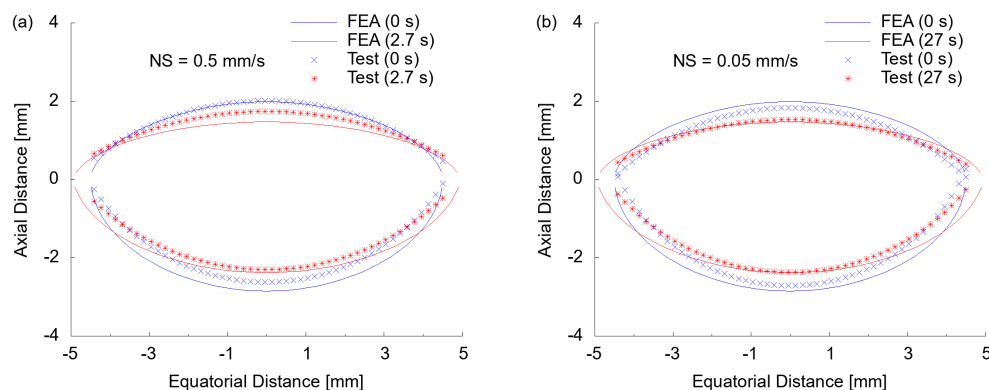 (a)
FEA (0 s)
FEA (2.7 s)
Test (0 s)
Test (2.7 s)
NS = 0.5 mm/s
4
2
0
-2
-4
Axial Distance [mm]
-5 -3 -1 1 3 5
Equatorial Distance [mm]
(b)
FEA (0 s)
FEA (27 s)
Test (0 s)
Test (27 s)
NS = 0.05 mm/s
4
2
0
-2
-4
Axial Distance [mm]
-5 -3 -1 1 3 5
Equatorial Distance [mm]